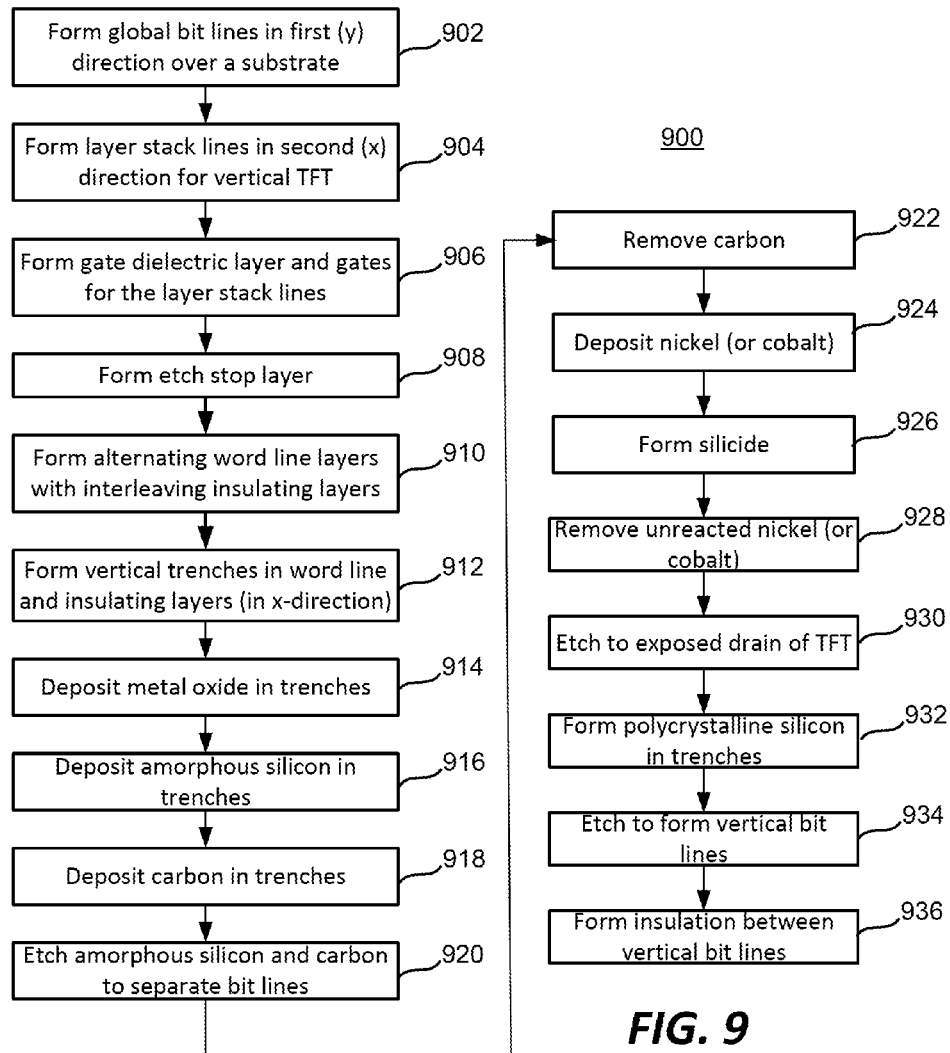 Form global bit lines in first (y)
direction over a substrate
902
Form layer stack lines in second (x)
direction for vertical TFT
904
Form gate dielectric layer and gates
for the layer stack lines
906
Form etch stop layer
908
Form alternating word line layers
with interleaving insulating layers
910
Form vertical trenches in word line
and insulating layers (in x-direction)
912
Deposit metal oxide in trenches
914
Deposit amorphous silicon in
trenches
916
Deposit carbon in trenches
918
Etch amorphous silicon and carbon
to separate bit lines
920
900
Remove carbon
922
Deposit nickel (or cobalt)
924
Form silicide
926
Remove unreacted nickel (or
cobalt)
928
Etch to exposed drain of TFT
930
Form polycrystalline silicon
in trenches
932
Etch to form vertical bit
lines
934
Form insulation between
vertical bit lines
936
FIG. 9